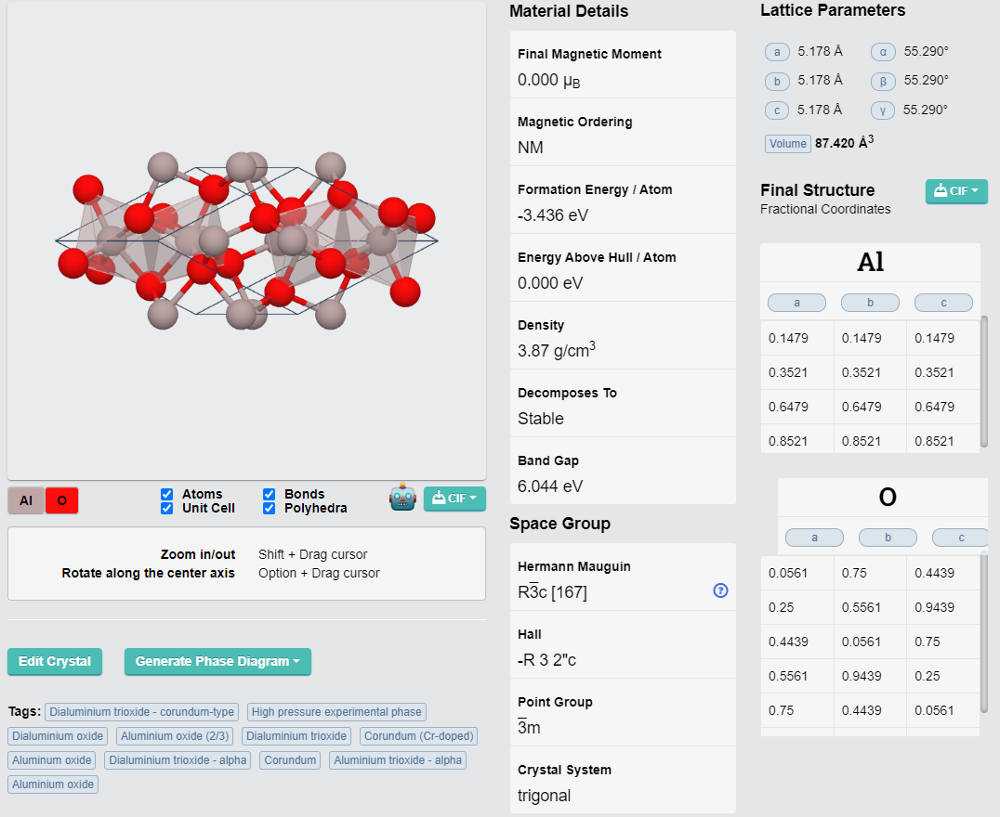 Material Details
Final Magnetic Moment
0.000 μB
Magnetic Ordering
NM
Formation Energy / Atom
-3.436 eV
Energy Above Hull / Atom
0.000 eV
Density
3.87 g/cm³
Decomposes To
Stable
Band Gap
6.044 eV
Space Group
Hermann Mauguin
R3̅c [167]
Hall
-R 3 2"c
Point Group
3̅m
Crystal System
trigonal
Lattice Parameters
a 5.178 Å α 55.290°
b 5.178 Å β 55.290°
c 5.178 Å γ 55.290°
Volume 87.420 Å³
Final Structure
Fractional Coordinates
CIF
Al
a b c
0.1479 0.1479 0.1479
0.3521 0.3521 0.3521
0.6479 0.6479 0.6479
0.8521 0.8521 0.8521
O
a b c
0.0561 0.75 0.4439
0.25 0.5561 0.9439
0.4439 0.0561 0.75
0.5561 0.9439 0.25
0.75 0.4439 0.0561
Al O
Atoms Bonds
Unit Cell Polyhedra
CIF
Zoom in/out Shift + Drag cursor
Rotate along the center axis Option + Drag cursor
Edit Crystal Generate Phase Diagram
Tags: Dialuminium trioxide - corundum-type High pressure experimental phase
Dialuminium oxide Aluminium oxide (2/3) Dialuminium trioxide Corundum (Cr-doped)
Aluminum oxide Dialuminium trioxide - alpha Corundum Aluminium trioxide - alpha
Aluminium oxide